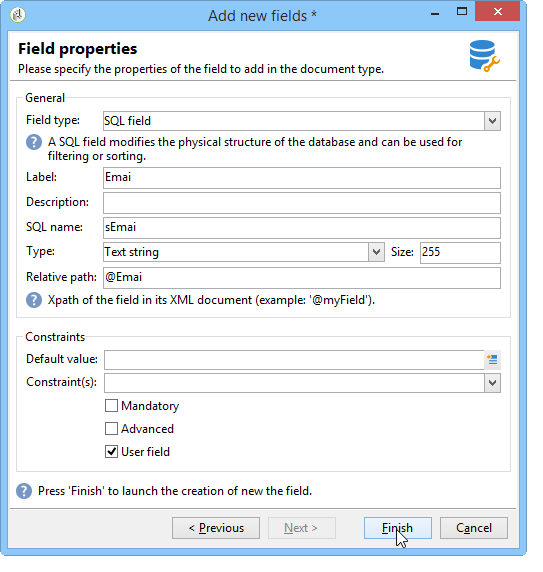 Add new fields *
Field properties
Please specify the properties of the field to add in the document type.
General
Field type: SQL field
A SQL field modifies the physical structure of the database and can be used for
filtering or sorting.
Label: Emai
Description:
SQL name: sEmai
Type: Text string Size: 255
Relative path: @Emai
Xpath of the field in its XML document (example: '@myField').
Constraints
Default value:
Constraint(s):
Mandatory
Advanced
User field
Press 'Finish' to launch the creation of new the field.
< Previous Next > Finish Cancel